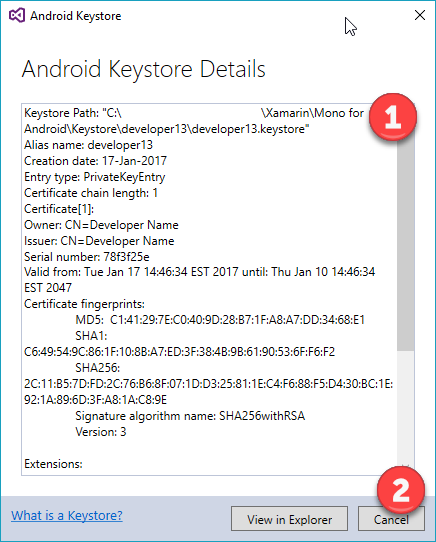 Android Keystore
Android Keystore Details
Keystore Path: "C:\ \Xamarin\Mono for
Android\Keystore\developer13\developer13.keystore"
1
Alias name: developer13
Creation date: 17-Jan-2017
Entry type: PrivateKeyEntry
Certificate chain length: 1
Certificate[1]:
Owner: CN=Developer Name
Issuer: CN=Developer Name
Serial number: 78f3f25e
Valid from: Tue Jan 17 14:46:34 EST 2017 until: Thu Jan 10 14:46:34
EST 2047
Certificate fingerprints:
MD5: C1:41:29:7E:C0:40:9D:28:B7:1F:A8:A7:DD:34:68:E1
SHA1:
C6:49:54:9C:86:1F:10:8B:A7:ED:3F:38:4B:9B:61:90:53:6F:F6:F2
SHA256:
2C:11:B5:7D:FD:2C:76:B6:8F:07:1D:D3:25:81:1E:C4:F6:88:F5:D4:30:BC:1E:
92:1A:89:6D:3F:A8:1A:C8:9E
Signature algorithm name: SHA256withRSA
Version: 3
Extensions:
2
What is a Keystore?
View in Explorer
Cancel